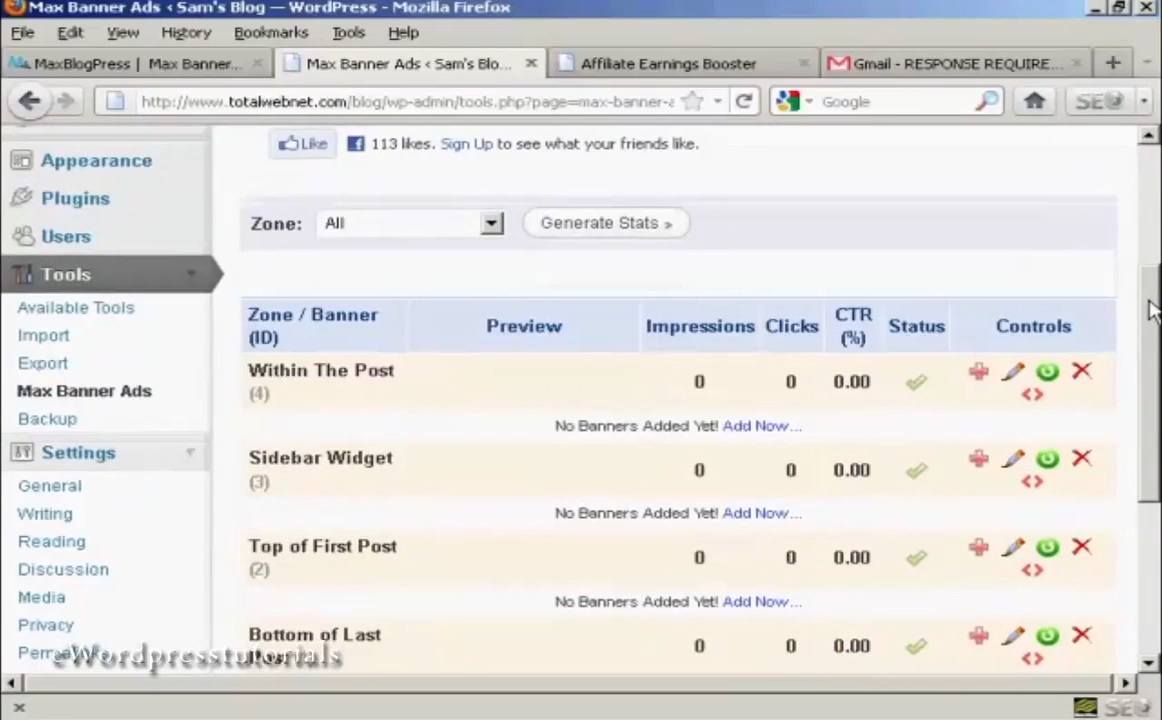 Max Banner Ads ‹ Sam's Blog — WordPress - Mozilla Firefox
File Edit View History Bookmarks Tools Help
MaxBlogPress | Max Banner...
Max Banner Ads ‹ Sam's Blo...
Affiliate Earnings Booster
Gmail - RESPONSE REQUIRE...
http://www.totalwebnet.com/blog/wp-admin/tools.php?page=max-banner-a
Google
SEO
Like 113 likes. Sign Up to see what your friends like.
Appearance
Plugins
Users
Tools
Available Tools
Import
Export
Max Banner Ads
Backup
Settings
General
Writing
Reading
Discussion
Media
Privacy
Zone: All Generate Stats »
Zone / Banner (ID) Preview Impressions Clicks CTR (%) Status Controls
Within The Post 0 0 0.00
(4)
No Banners Added Yet! Add Now...
Sidebar Widget 0 0 0.00
(3)
No Banners Added Yet! Add Now...
Top of First Post 0 0 0.00
(2)
No Banners Added Yet! Add Now...
Bottom of Last 0 0 0.00
eWordpresstutorials
SEO